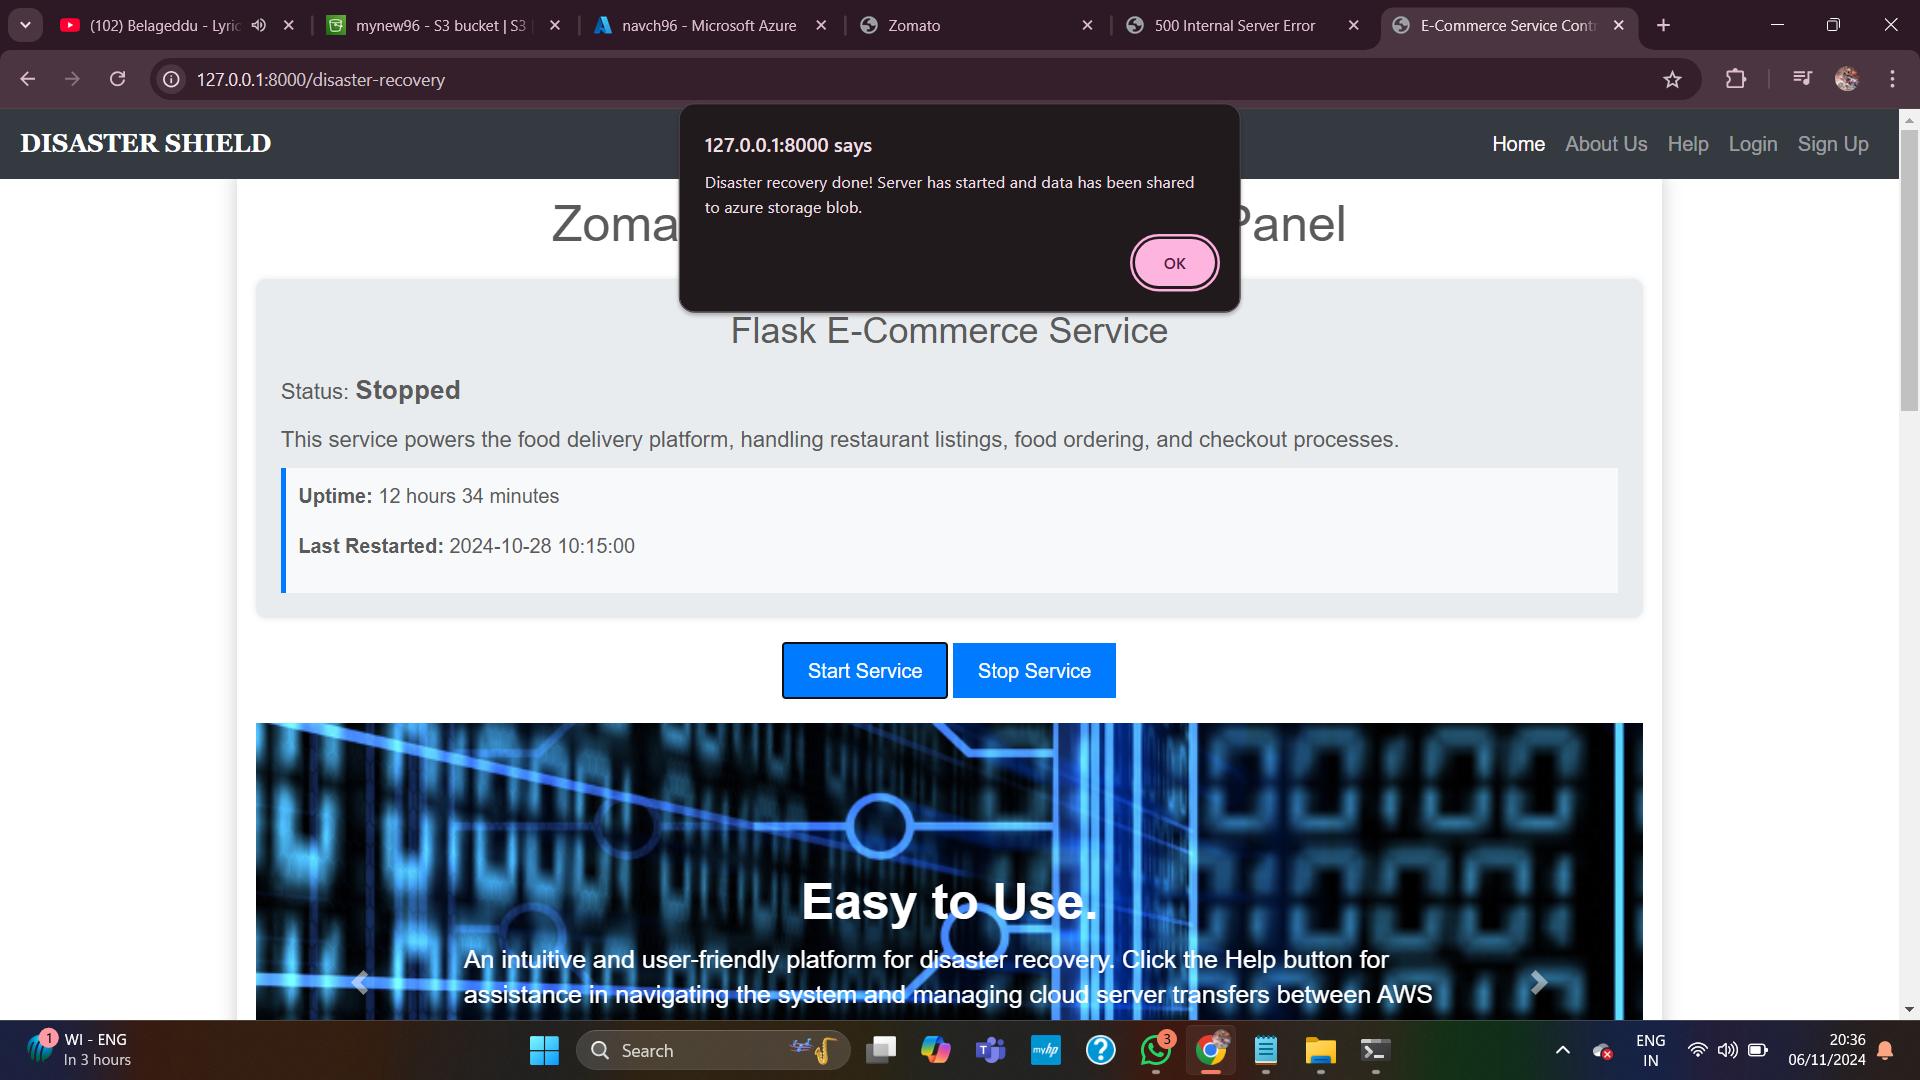 (102) Belageddu - Lyric
mynew96 - S3 bucket | S3
navch96 - Microsoft Azure
Zomato
500 Internal Server Error
E-Commerce Service Contr
127.0.0.1:8000/disaster-recovery
DISASTER SHIELD
Home About Us Help Login Sign Up
127.0.0.1:8000 says
Disaster recovery done! Server has started and data has been shared
to azure storage blob.
OK
Zoma
Panel
Flask E-Commerce Service
Status: Stopped
This service powers the food delivery platform, handling restaurant listings, food ordering, and checkout processes.
Uptime: 12 hours 34 minutes
Last Restarted: 2024-10-28 10:15:00
Start Service
Stop Service
Easy to Use.
An intuitive and user-friendly platform for disaster recovery. Click the Help button for
assistance in navigating the system and managing cloud server transfers between AWS
1
WI - ENG
In 3 hours
Search
myhp
3
ENG
IN
20:36
06/11/2024